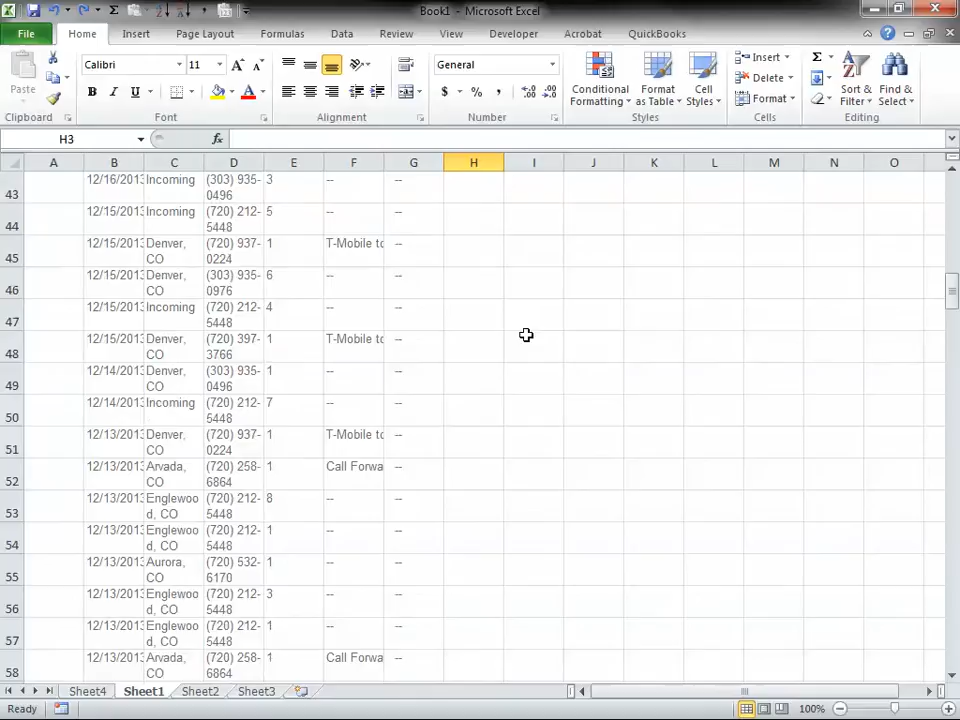 Book1 - Microsoft Excel
File Home Insert Page Layout Formulas Data Review View Developer Acrobat QuickBooks
Calibri 11 A A General Insert Σ
Paste B I U A $ % , .00 Conditional Formatting Format as Table Cell Styles Delete Format Sort & Filter Find & Select
Clipboard Font Alignment Number Styles Cells Editing
H3 fx
A B C D E F G H I J K L M N O
43 12/16/2013 Incoming (303) 935- 3 -- --
0496
44 12/15/2013 Incoming (720) 212- 5 -- --
5448
45 12/15/2013 Denver, (720) 937- 1 T-Mobile to --
CO 0224
46 12/15/2013 Denver, (303) 935- 6 -- --
CO 0976
47 12/15/2013 Incoming (720) 212- 4 -- --
5448
48 12/15/2013 Denver, (720) 397- 1 T-Mobile to --
CO 3766
49 12/14/2013 Denver, (303) 935- 1 -- --
CO 0496
50 12/14/2013 Incoming (720) 212- 7 -- --
5448
51 12/13/2013 Denver, (720) 937- 1 T-Mobile to --
CO 0224
52 12/13/2013 Arvada, (720) 258- 1 Call Forwa --
CO 6864
53 12/13/2013 Englewoo (720) 212- 8 -- --
d, CO 5448
54 12/13/2013 Englewoo (720) 212- 1 -- --
d, CO 5448
55 12/13/2013 Aurora, (720) 532- 1 -- --
CO 6170
56 12/13/2013 Englewoo (720) 212- 3 -- --
d, CO 5448
57 12/13/2013 Englewoo (720) 212- 1 -- --
d, CO 5448
58 12/13/2013 Arvada, (720) 258- 1 Call Forwa --
CO 6864
Sheet4 Sheet1 Sheet2 Sheet3
Ready 100%